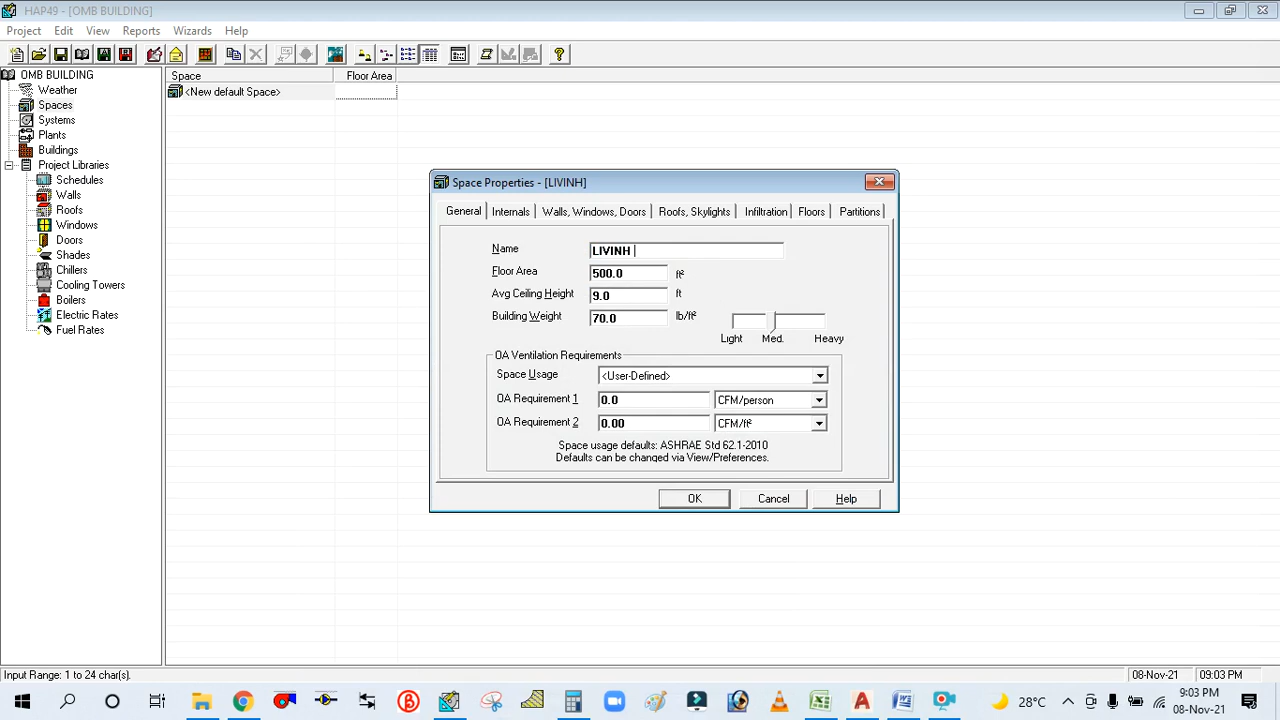 HAP49 - [OMB BUILDING]
Project Edit View Reports Wizards Help
OMB BUILDING
Weather
Spaces
Systems
Plants
Buildings
Project Libraries
Schedules
Walls
Roofs
Windows
Doors
Shades
Chillers
Cooling Towers
Boilers
Electric Rates
Fuel Rates
Space Floor Area
<New default Space>
Space Properties - [LIVINH]
General Internals Walls, Windows, Doors Roofs, Skylights Infiltration Floors Partitions
Name LIVINH
Floor Area 500.0 ft²
Avg Ceiling Height 9.0 ft
Building Weight 70.0 lb/ft²
Light Med. Heavy
OA Ventilation Requirements
Space Usage <User-Defined>
OA Requirement 1 0.0 CFM/person
OA Requirement 2 0.00 CFM/ft²
Space usage defaults: ASHRAE Std 62.1-2010
Defaults can be changed via View/Preferences.
OK Cancel Help
Input Range: 1 to 24 char(s).
08-Nov-21 09:03 PM
28°C
9:03 PM
08-Nov-21